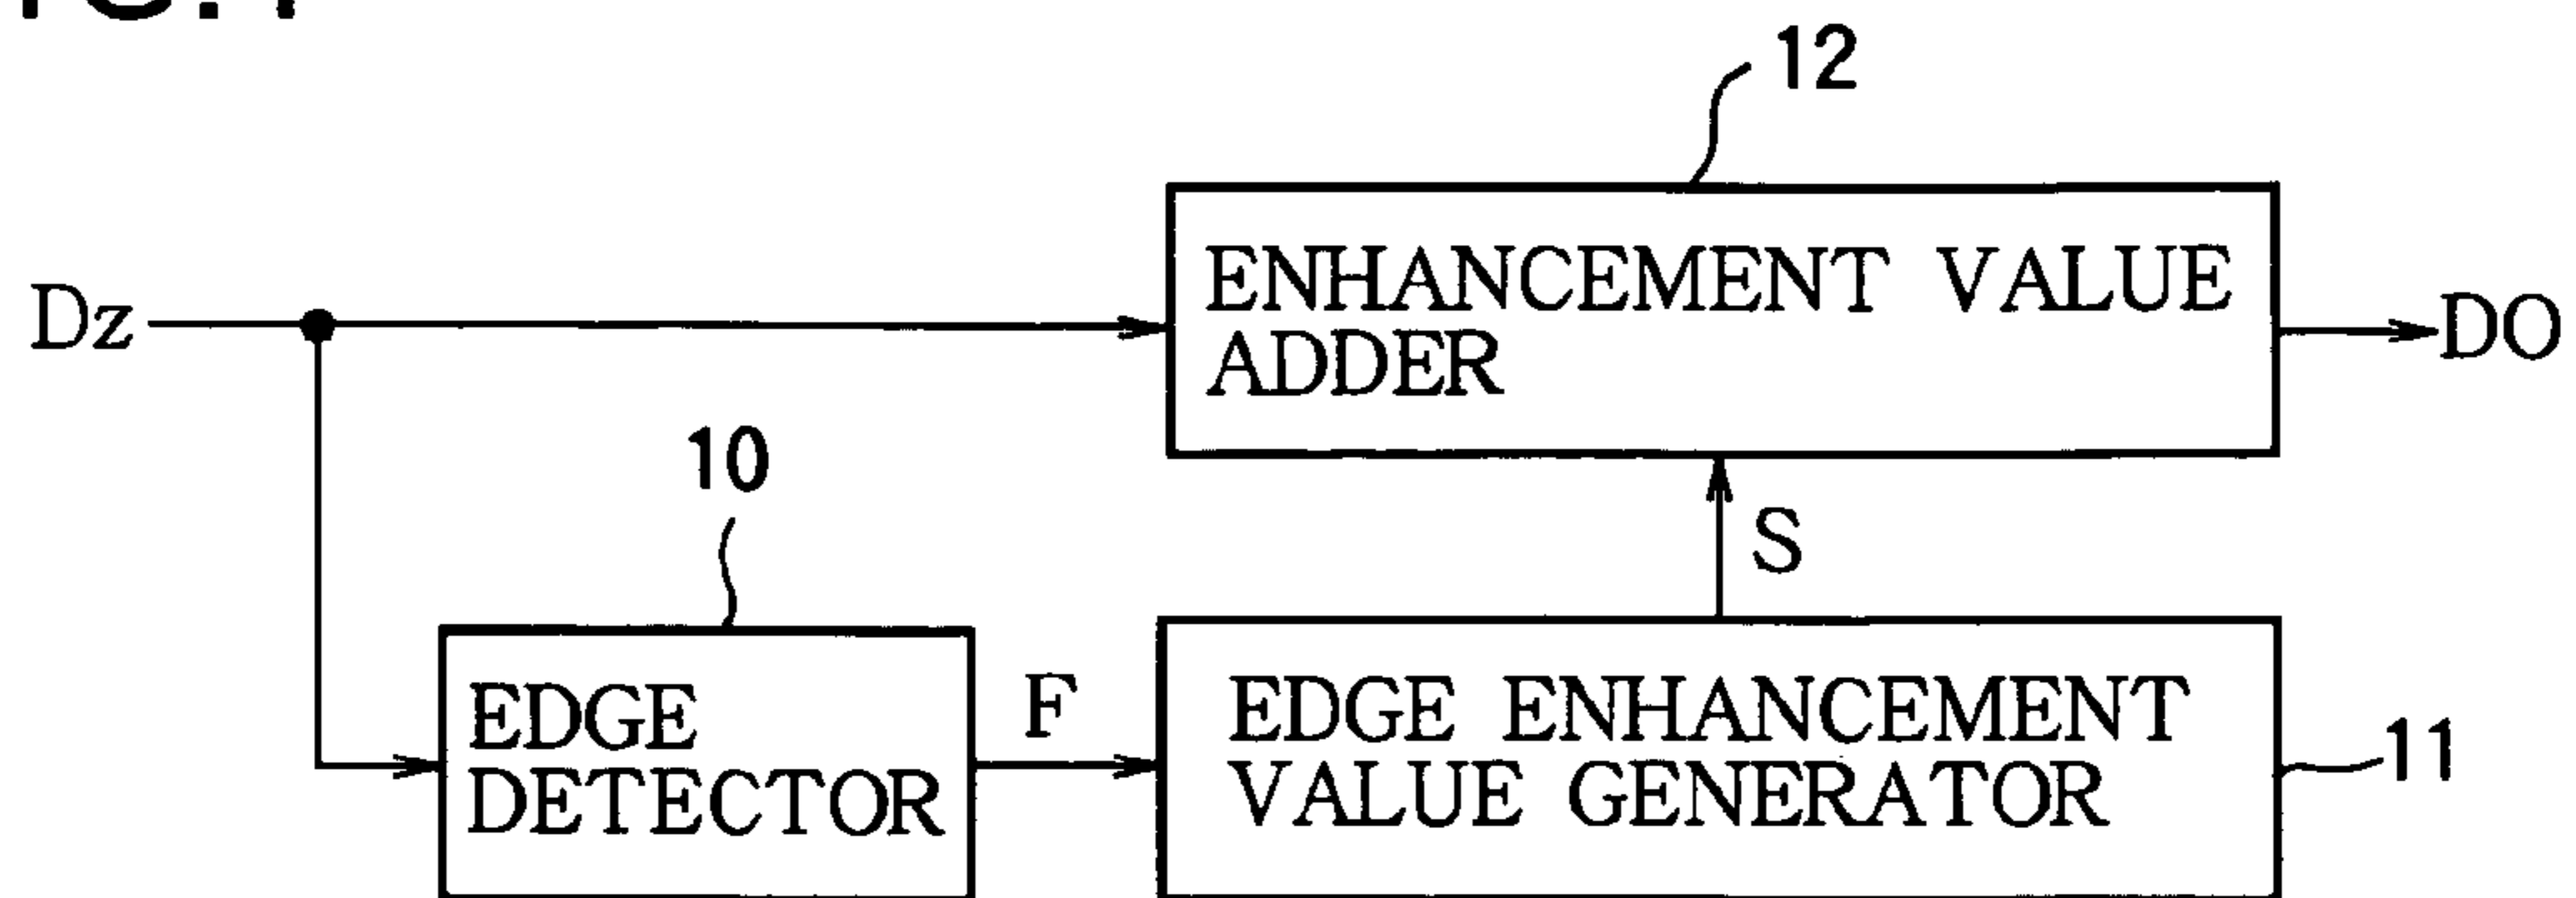 12
Dz
ENHANCEMENT VALUE
ADDER
DO
10
S
EDGE
DETECTOR
F
EDGE ENHANCEMENT
VALUE GENERATOR
11